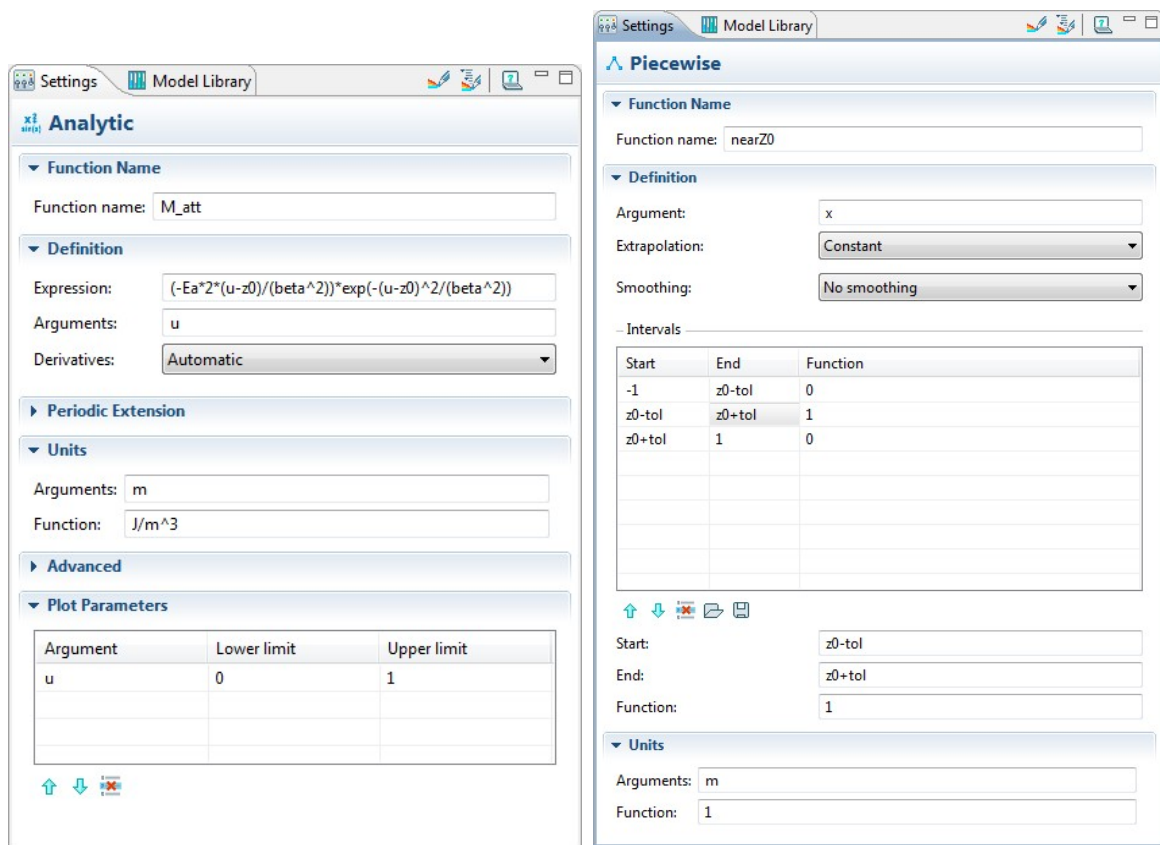 Settings Model Library
Analytic
Function Name
Function name: M_att
Definition
Expression: (-Ea*2*(u-z0)/(beta^2))*exp(-(u-z0)^2/(beta^2))
Arguments: u
Derivatives: Automatic
Periodic Extension
Units
Arguments: m
Function: J/m^3
Advanced
Plot Parameters
Argument Lower limit Upper limit
u 0 1
Settings Model Library
Piecewise
Function Name
Function name: nearZ0
Definition
Argument: x
Extrapolation: Constant
Smoothing: No smoothing
Intervals
Start End Function
-1 z0-tol 0
z0-tol z0+tol 1
z0+tol 1 0
Start: z0-tol
End: z0+tol
Function: 1
Units
Arguments: m
Function: 1